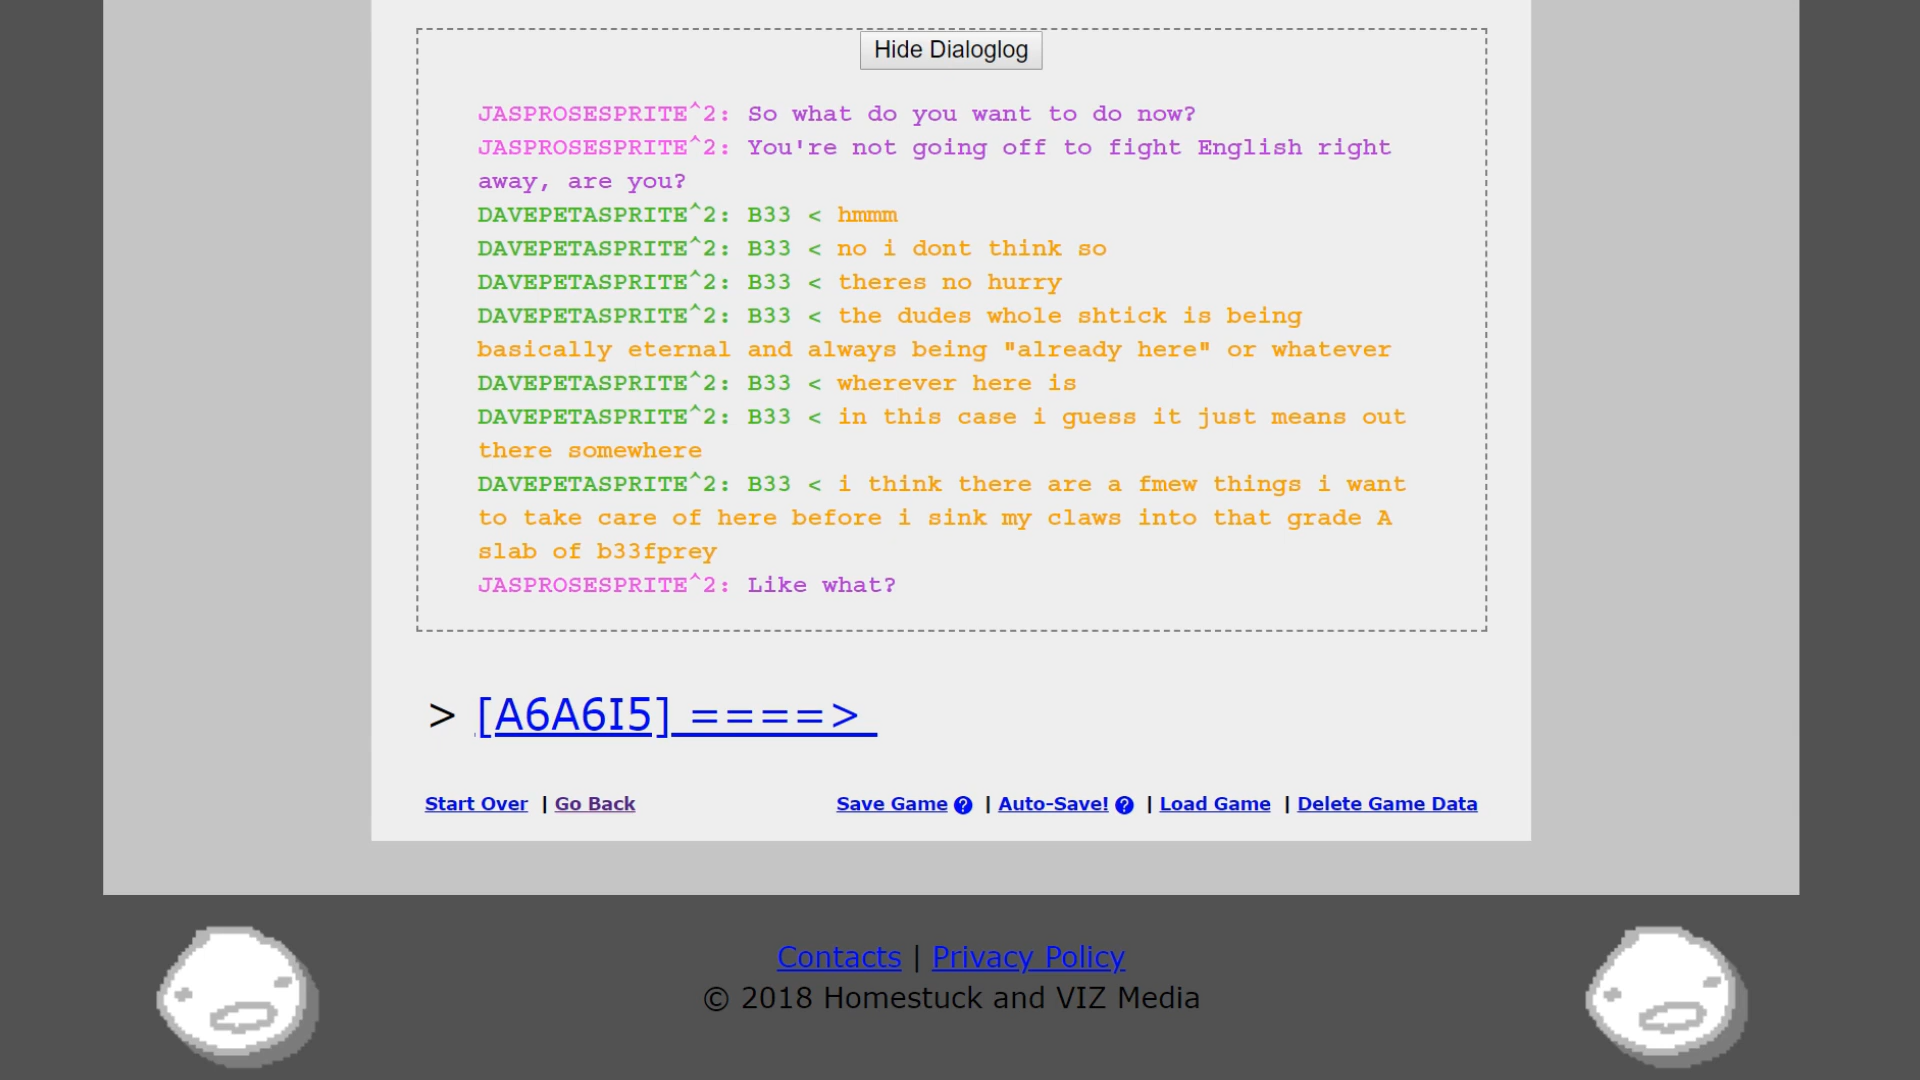 Hide Dialoglog
JASPROSESPRITE^2: So what do you want to do now?
JASPROSESPRITE^2: You're not going off to fight English right
away, are you?
DAVEPETASPRITE^2: B33 < hmmm
DAVEPETASPRITE^2: B33 < no i dont think so
DAVEPETASPRITE^2: B33 < theres no hurry
DAVEPETASPRITE^2: B33 < the dudes whole shtick is being
basically eternal and always being "already here" or whatever
DAVEPETASPRITE^2: B33 < wherever here is
DAVEPETASPRITE^2: B33 < in this case i guess it just means out
there somewhere
DAVEPETASPRITE^2: B33 < i think there are a fmew things i want
to take care of here before i sink my claws into that grade A
slab of b33fprey
JASPROSESPRITE^2: Like what?
> [A6A6I5] ====>
Start Over | Go Back Save Game ? | Auto-Save! ? | Load Game | Delete Game Data
Contacts | Privacy Policy
© 2018 Homestuck and VIZ Media